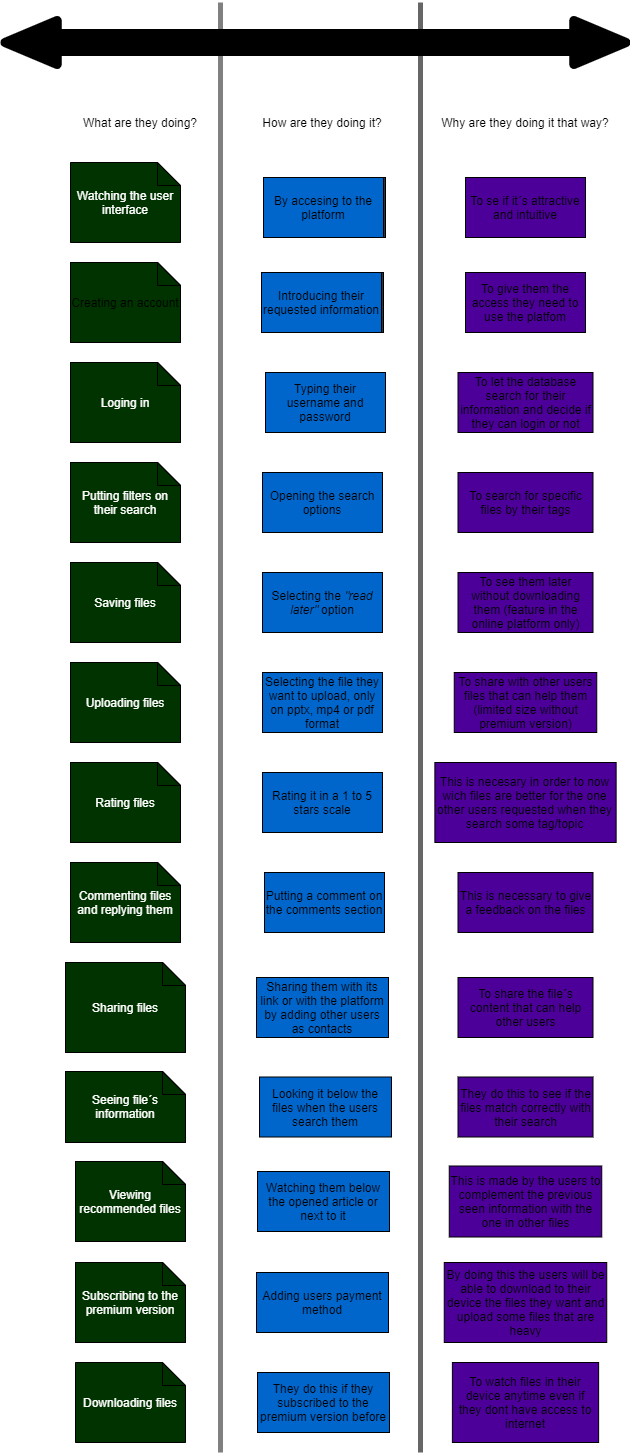 What are they doing?
How are they doing it?
Why are they doing it that way?
Watching the user
interface
By accesing to the
platform
To se if it´s attractive
and intuitive
Creating an account
Introducing their
requested information
To give them the
access they need to
use the platfom
Loging in
Typing their
username and
password
To let the database
search for their
information and decide if
they can login or not
Putting filters on
their search
Opening the search
options
To search for specific
files by their tags
Saving files
Selecting the "read
later" option
To see them later
without downloading
them (feature in the
online platform only)
Uploading files
Selecting the file they
want to upload, only
on pptx, mp4 or pdf
format
To share with other users
files that can help them
(limited size without
premium version)
Rating files
Rating it in a 1 to 5
stars scale
This is necesary in order to now
wich files are better for the one
other users requested when they
search some tag/topic
Commenting files
and replying them
Putting a comment on
the comments section
This is necessary to give
a feedback on the files
Sharing files
Sharing them with its
link or with the platform
by adding other users
as contacts
To share the file´s
content that can help
other users
Seeing file´s
information
Looking it below the
files when the users
search them
They do this to see if the
files match correctly with
their search
Viewing
recommended files
Watching them below
the opened article or
next to it
This is made by the users to
complement the previous
seen information with the
one in other files
Subscribing to the
premium version
Adding users payment
method
By doing this the users will be
able to download to their
device the files they want and
upload some files that are
heavy
Downloading files
They do this if they
subscribed to the
premium version before
To watch files in their
device anytime even if
they dont have access to
internet